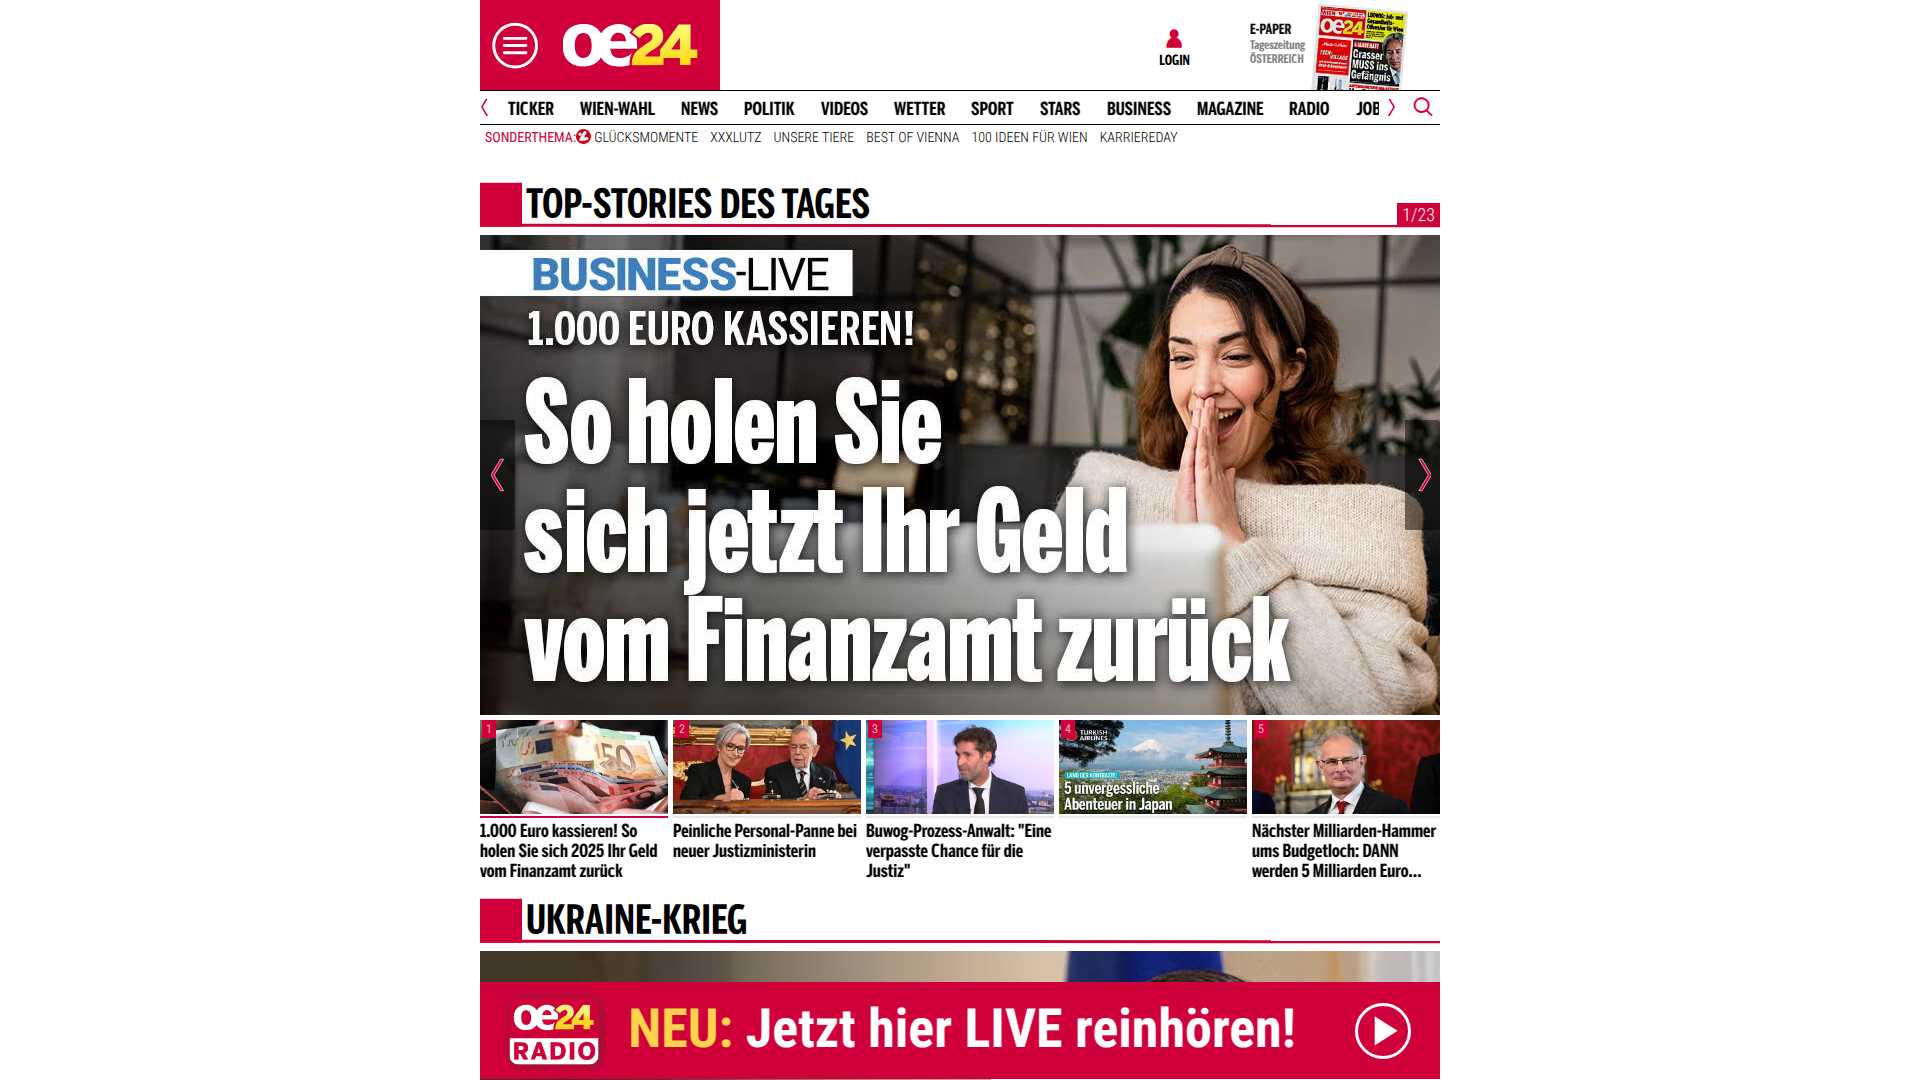 oe24
LOGIN
E-PAPER
Tageszeitung
ÖSTERREICH
oe24
Grasser
MUSS ins
Gefängnis
TICKER WIEN-WAHL NEWS POLITIK VIDEOS WETTER SPORT STARS BUSINESS MAGAZINE RADIO JOB
SONDERTHEMA: GLÜCKSMOMENTE XXXLUTZ UNSERE TIERE BEST OF VIENNA 100 IDEEN FÜR WIEN KARRIEREDAY
TOP-STORIES DES TAGES
1/23
BUSINESS-LIVE
1.000 EURO KASSIEREN!
So holen Sie
sich jetzt Ihr Geld
vom Finanzamt zurück
1
1.000 Euro kassieren! So
holen Sie sich 2025 Ihr Geld
vom Finanzamt zurück
2
Peinliche Personal-Panne bei
neuer Justizministerin
3
Buwog-Prozess-Anwalt: "Eine
verpasste Chance für die
Justiz"
4
TURKISH
AIRLINES
LAND DER KONTRASTE
5 unvergessliche
Abenteuer in Japan
5
Nächster Milliarden-Hammer
ums Budgetloch: DANN
werden 5 Milliarden Euro...
UKRAINE-KRIEG
oe24
RADIO
NEU: Jetzt hier LIVE reinhören!